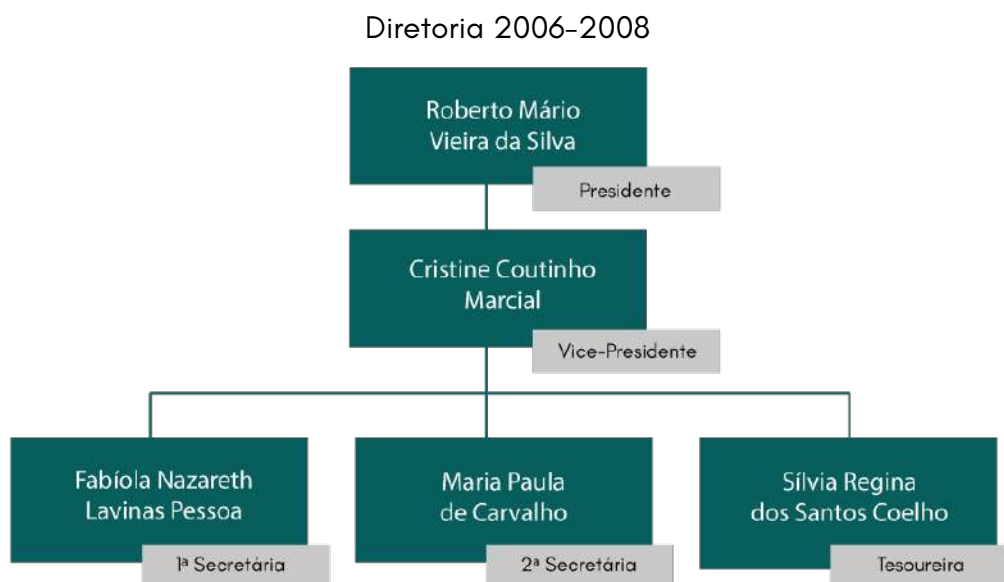 Diretoria 2006-2008
Roberto Mário
Vieira da Silva
Presidente
Cristine Coutinho
Marcial
Vice-Presidente
Fabíola Nazareth
Lavinas Pessoa
1ª Secretária
Maria Paula
de Carvalho
2ª Secretária
Sílvia Regina
dos Santos Coelho
Tesoureira